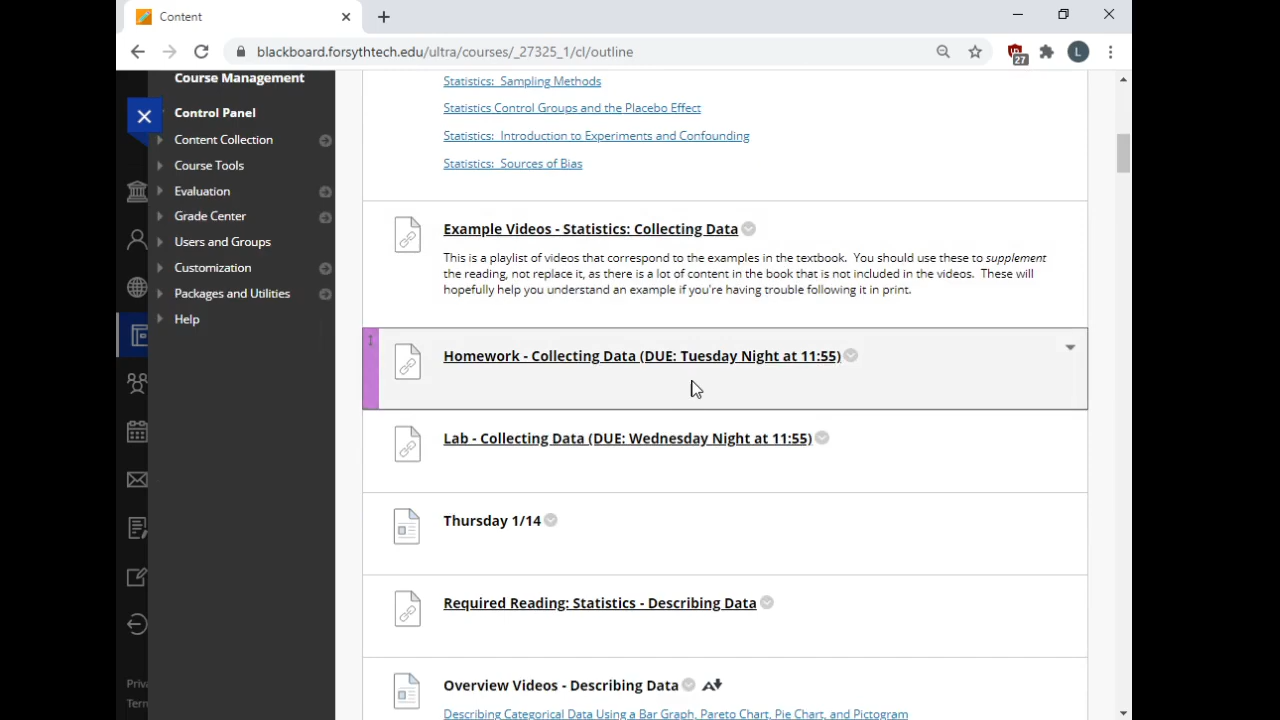 Content
blackboard.forsythtech.edu/ultra/courses/_27325_1/cl/outline
27
L
Course Management
Control Panel
Content Collection
Course Tools
Evaluation
Grade Center
Users and Groups
Customization
Packages and Utilities
Help
Statistics: Sampling Methods
Statistics Control Groups and the Placebo Effect
Statistics: Introduction to Experiments and Confounding
Statistics: Sources of Bias
Example Videos - Statistics: Collecting Data
This is a playlist of videos that correspond to the examples in the textbook. You should use these to supplement
the reading, not replace it, as there is a lot of content in the book that is not included in the videos. These will
hopefully help you understand an example if you're having trouble following it in print.
Homework - Collecting Data (DUE: Tuesday Night at 11:55)
Lab - Collecting Data (DUE: Wednesday Night at 11:55)
Thursday 1/14
Required Reading: Statistics - Describing Data
Overview Videos - Describing Data
Describing Categorical Data Using a Bar Graph, Pareto Chart, Pie Chart, and Pictogram
Priv
Tern